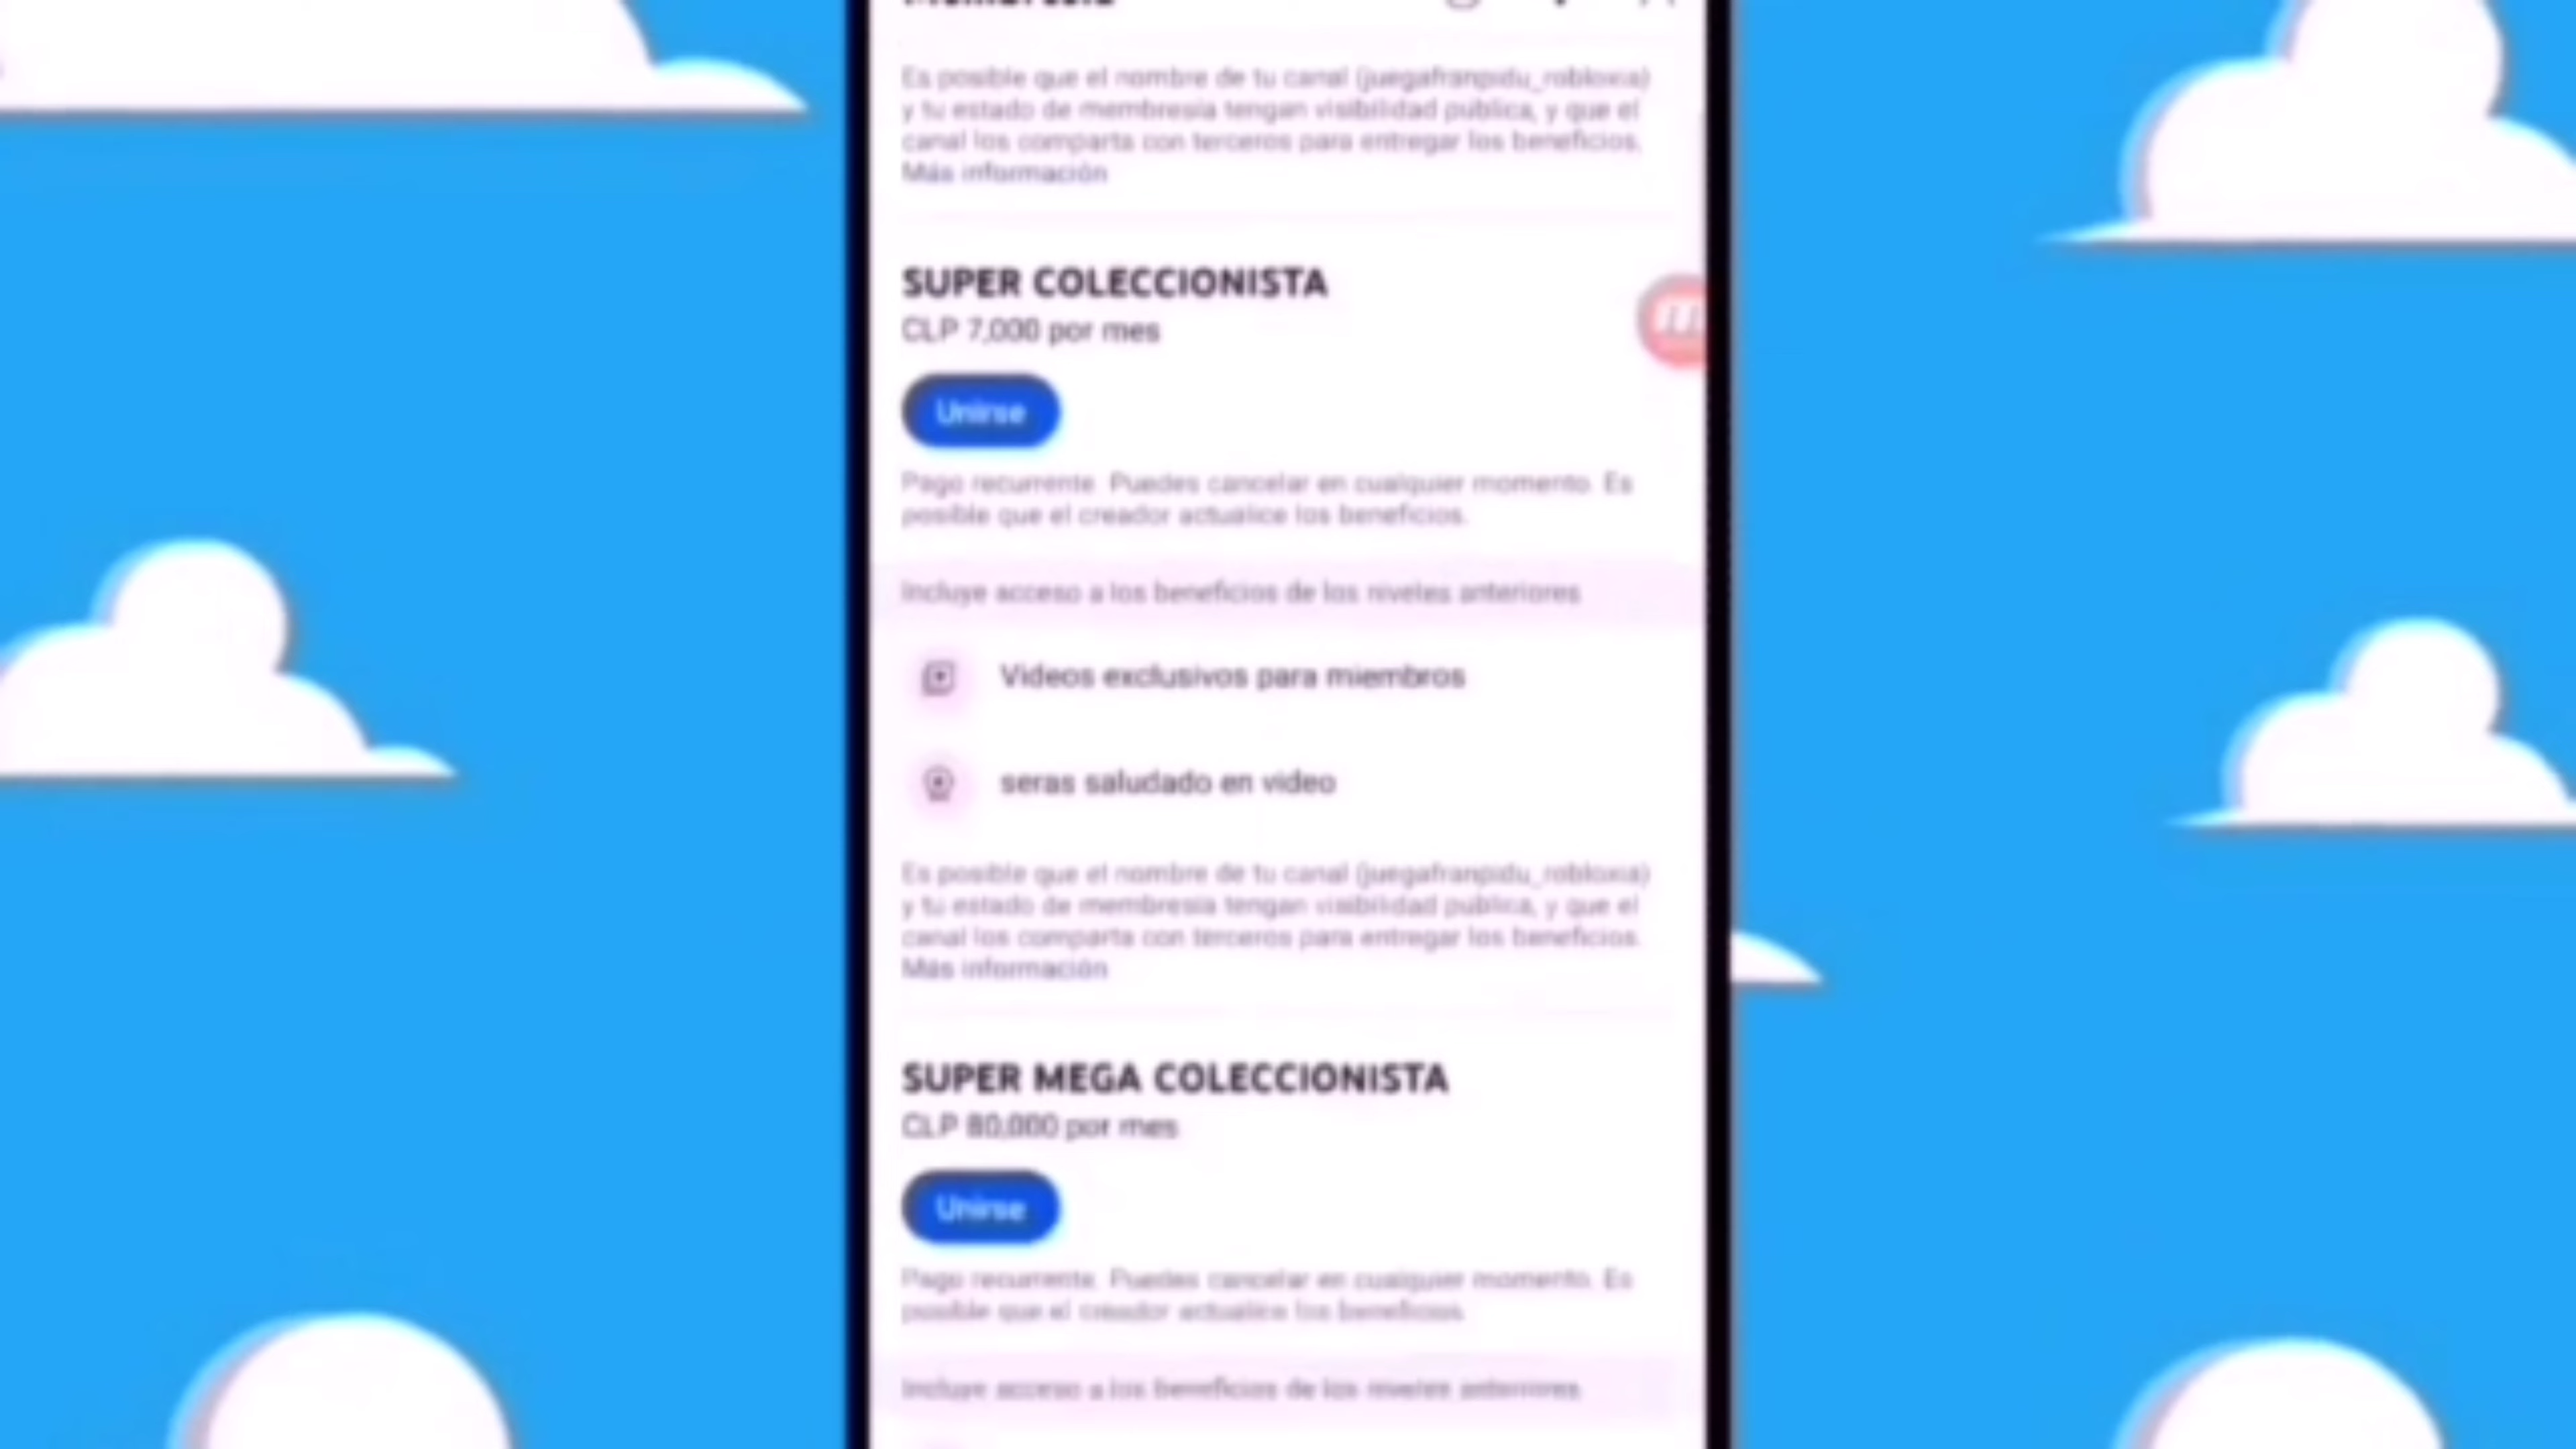 Es posible que el nombre de tu canal (juegafranpidu_robloxia)
y tu estado de membresía tengan visibilidad pública, y que el
canal los comparta con terceros para entregar los beneficios.
Más información
SUPER COLECCIONISTA
CLP 7,000 por mes
Unirse
Pago recurrente. Puedes cancelar en cualquier momento. Es
posible que el creador actualice los beneficios.
Incluye acceso a los beneficios de los niveles anteriores
Videos exclusivos para miembros
seras saludado en video
Es posible que el nombre de tu canal (juegafranpidu_robloxia)
y tu estado de membresía tengan visibilidad pública, y que el
canal los comparta con terceros para entregar los beneficios.
Más información
SUPER MEGA COLECCIONISTA
CLP 80,000 por mes
Unirse
Pago recurrente. Puedes cancelar en cualquier momento. Es
posible que el creador actualice los beneficios.
Incluye acceso a los beneficios de los niveles anteriores